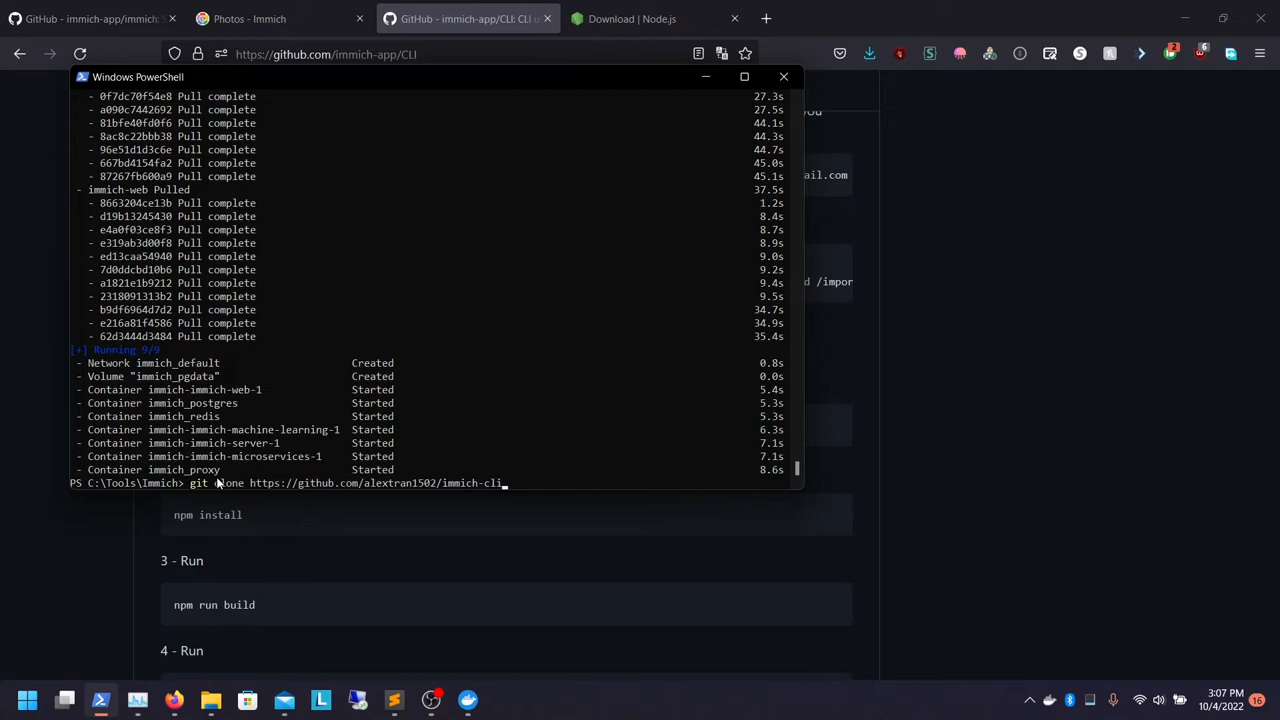 GitHub - immich-app/immich: S
Photos - Immich
GitHub - immich-app/CLI: CLI u
Download | Node.js
https://github.com/immich-app/CLI
2
6
you
Windows PowerShell
- 0f7dc70f54e8 Pull complete 27.3s
- a090c7442692 Pull complete 27.5s
- 81bfe40fd0f6 Pull complete 44.1s
- 8ac8c22bbb38 Pull complete 44.3s
- 96e51d1d3c6e Pull complete 44.7s
- 667bd4154fa2 Pull complete 45.0s
- 87267fb600a9 Pull complete 45.1s
- immich-web Pulled 37.5s
- 8663204ce13b Pull complete 1.2s
- d19b13245430 Pull complete 8.4s
- e4a0f03ce8f3 Pull complete 8.7s
- e319ab3d00f8 Pull complete 8.9s
- ed13caa54940 Pull complete 9.0s
- 7d0ddcbd10b6 Pull complete 9.2s
- a1821e1b9212 Pull complete 9.4s
- 2318091313b2 Pull complete 9.5s
- b9df6964d7d2 Pull complete 34.7s
- e216a81f4586 Pull complete 34.9s
- 62d3444d3484 Pull complete 35.4s
[+] Running 9/9
- Network immich_default Created 0.8s
- Volume "immich_pgdata" Created 0.0s
- Container immich-immich-web-1 Started 5.4s
- Container immich_postgres Started 5.3s
- Container immich_redis Started 5.3s
- Container immich-immich-machine-learning-1 Started 6.3s
- Container immich-immich-server-1 Started 7.1s
- Container immich-immich-microservices-1 Started 7.1s
- Container immich_proxy Started 8.6s
PS C:\Tools\Immich> git clone https://github.com/alextran1502/immich-cli
ail.com
d /impor
npm install
3 - Run
npm run build
4 - Run
3:07 PM
10/4/2022
16